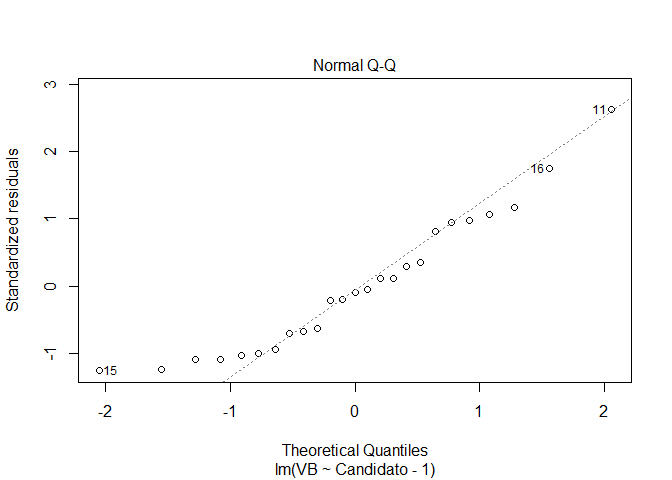 Normal Q-Q
3
2
1
0
-1
Standardized residuals
11
16
15
-2 -1 0 1 2
Theoretical Quantiles
lm(VB ~ Candidato - 1)